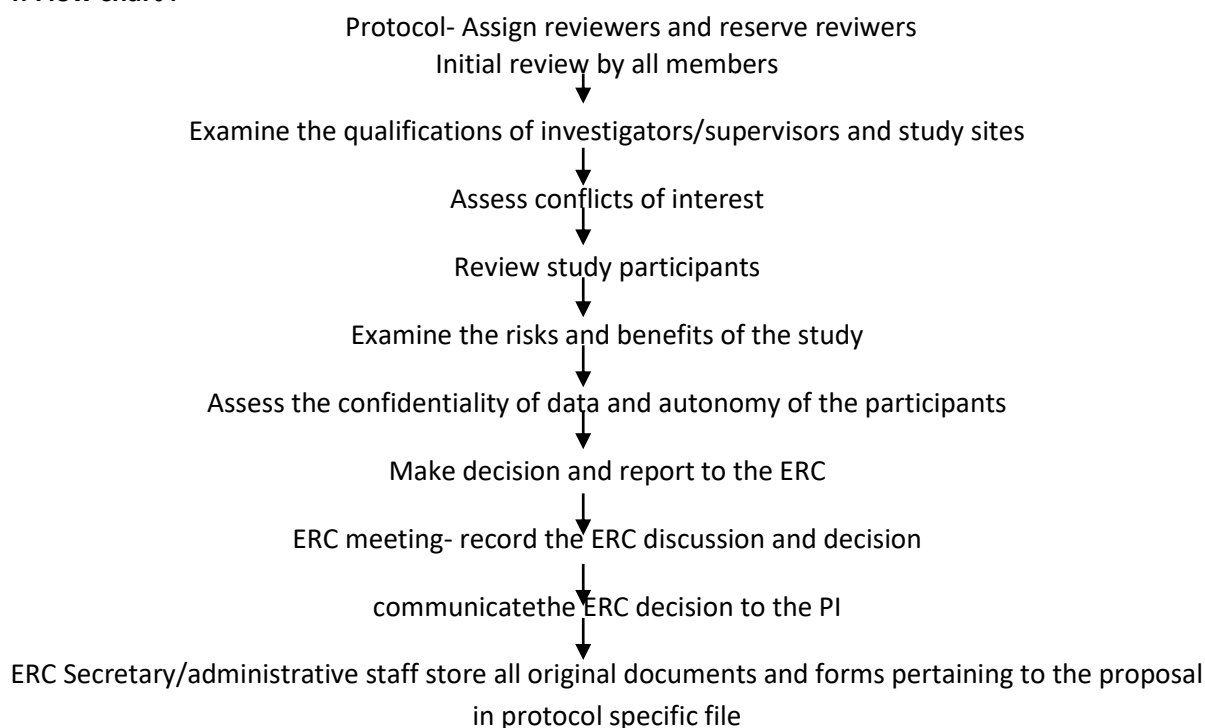 Protocol- Assign reviewers and reserve reviwers
Initial review by all members
Examine the qualifications of investigators/supervisors and study sites
Assess conflicts of interest
Review study participants
Examine the risks and benefits of the study
Assess the confidentiality of data and autonomy of the participants
Make decision and report to the ERC
ERC meeting- record the ERC discussion and decision
communicatethe ERC decision to the PI
ERC Secretary/administrative staff store all original documents and forms pertaining to the proposal
in protocol specific file